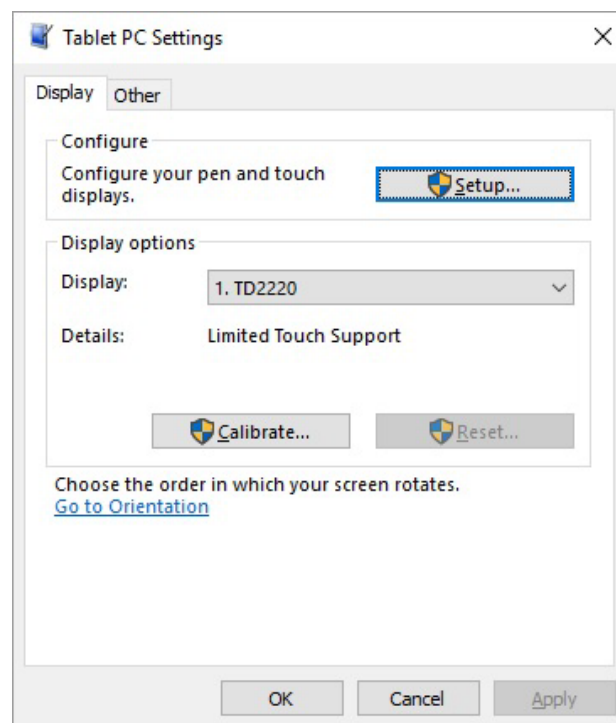 Tablet PC Settings
Display Other
Configure
Configure your pen and touch
displays.
Setup...
Display options
Display: 1. TD2220
Details: Limited Touch Support
Calibrate... Reset...
Choose the order in which your screen rotates.
Go to Orientation
OK Cancel Apply